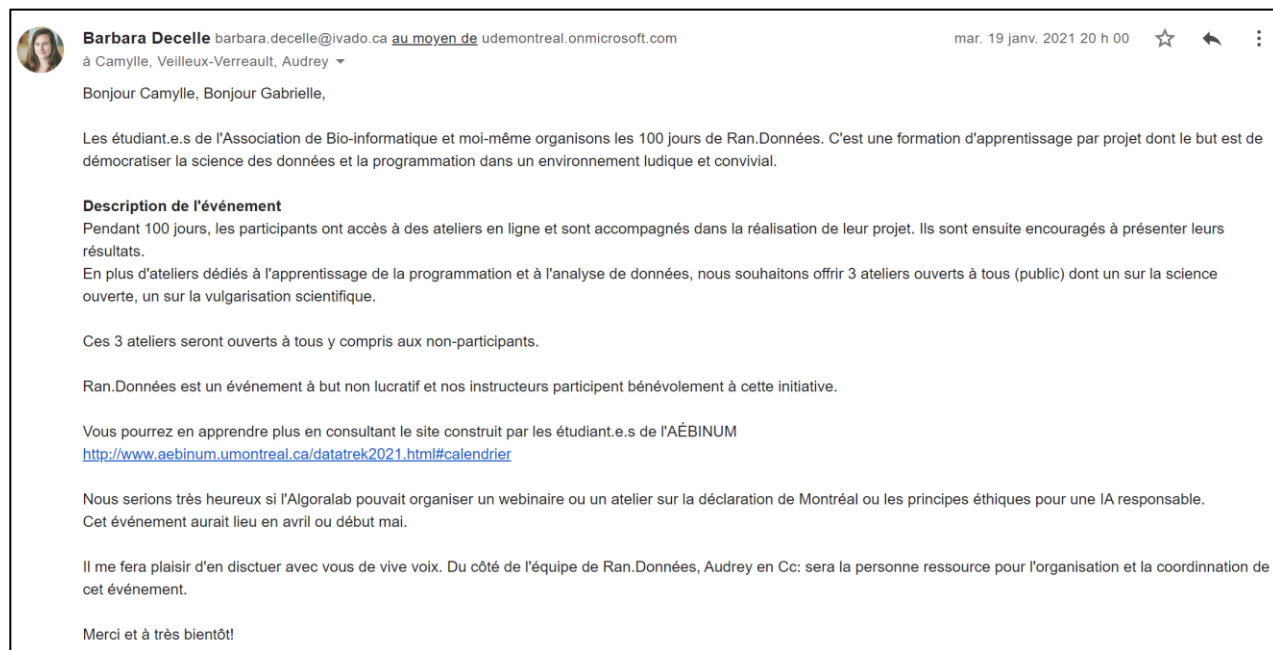 Barbara Decelle barbara.decelle@ivado.ca au moyen de udemontreal.onmicrosoft.com mar. 19 janv. 2021 20 h 00
à Camylle, Veilleux-Verreault, Audrey
Bonjour Camylle, Bonjour Gabrielle,
Les étudiant.e.s de l'Association de Bio-informatique et moi-même organisons les 100 jours de Ran.Données. C'est une formation d'apprentissage par projet dont le but est de
démocratiser la science des données et la programmation dans un environnement ludique et convivial.
Description de l'événement
Pendant 100 jours, les participants ont accès à des ateliers en ligne et sont accompagnés dans la réalisation de leur projet. Ils sont ensuite encouragés à présenter leurs
résultats.
En plus d'ateliers dédiés à l'apprentissage de la programmation et à l'analyse de données, nous souhaitons offrir 3 ateliers ouverts à tous (public) dont un sur la science
ouverte, un sur la vulgarisation scientifique.
Ces 3 ateliers seront ouverts à tous y compris aux non-participants.
Ran.Données est un événement à but non lucratif et nos instructeurs participent bénévolement à cette initiative.
Vous pourrez en apprendre plus en consultant le site construit par les étudiant.e.s de l'AÉBINUM
http://www.aebinum.umontreal.ca/datatrek2021.html#calendrier
Nous serions très heureux si l'Algoralab pouvait organiser un webinaire ou un atelier sur la déclaration de Montréal ou les principes éthiques pour une IA responsable.
Cet événement aurait lieu en avril ou début mai.
Il me fera plaisir d'en disctuer avec vous de vive voix. Du côté de l'équipe de Ran.Données, Audrey en Cc: sera la personne ressource pour l'organisation et la coordinnation de
cet événement.
Merci et à très bientôt!